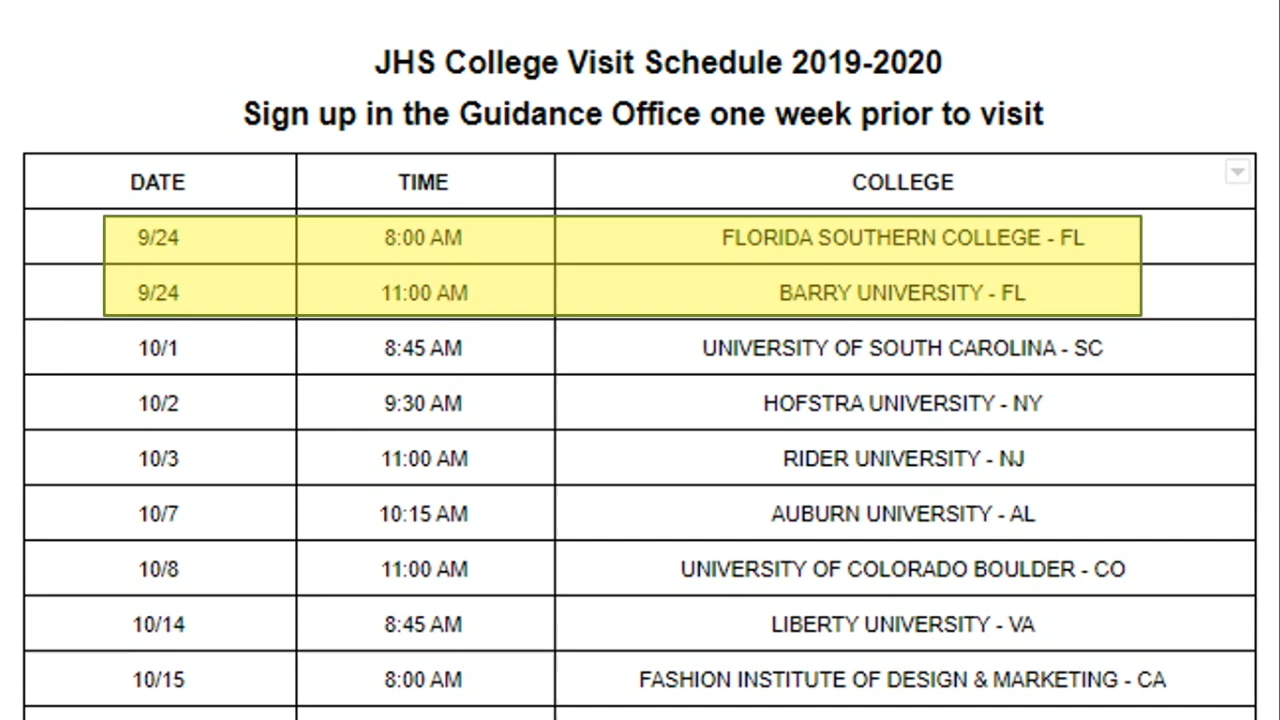 JHS College Visit Schedule 2019-2020
Sign up in the Guidance Office one week prior to visit
DATE TIME COLLEGE
9/24 8:00 AM FLORIDA SOUTHERN COLLEGE - FL
9/24 11:00 AM BARRY UNIVERSITY - FL
10/1 8:45 AM UNIVERSITY OF SOUTH CAROLINA - SC
10/2 9:30 AM HOFSTRA UNIVERSITY - NY
10/3 11:00 AM RIDER UNIVERSITY - NJ
10/7 10:15 AM AUBURN UNIVERSITY - AL
10/8 11:00 AM UNIVERSITY OF COLORADO BOULDER - CO
10/14 8:45 AM LIBERTY UNIVERSITY - VA
10/15 8:00 AM FASHION INSTITUTE OF DESIGN & MARKETING - CA